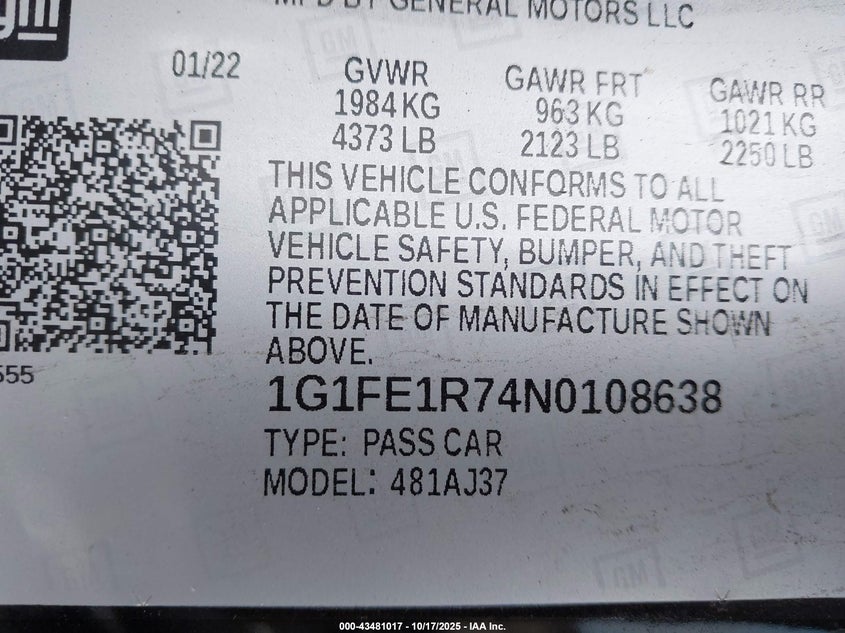 gm
MFD BY GENERAL MOTORS LLC
01/22
GVWR
1984 KG
4373 LB
GAWR FRT
963 KG
2123 LB
GAWR RR
1021 KG
2250 LB
THIS VEHICLE CONFORMS TO ALL
APPLICABLE U.S. FEDERAL MOTOR
VEHICLE SAFETY, BUMPER, AND THEFT
PREVENTION STANDARDS IN EFFECT ON
THE DATE OF MANUFACTURE SHOWN
ABOVE.
555
1G1FE1R74N0108638
TYPE: PASS CAR
MODEL: 481AJ37
000-43481017 - 10/17/2025 - IAA Inc.